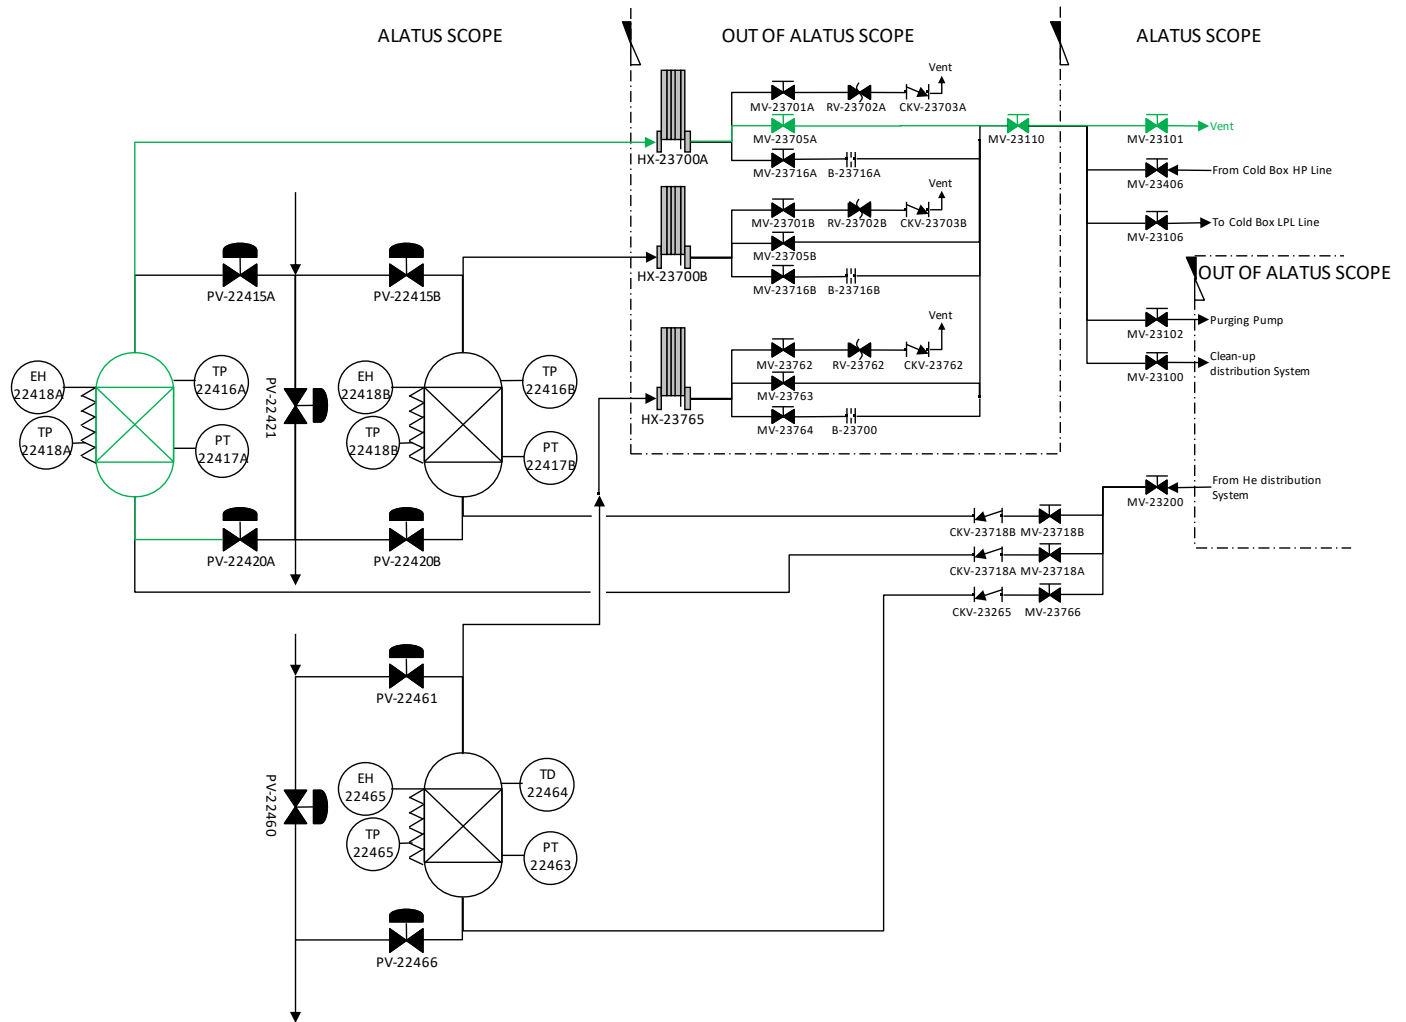 ALATUS SCOPE
OUT OF ALATUS SCOPE
ALATUS SCOPE
Vent
MV-23701A
RV-23702A
CKV-23703A
MV-23705A
MV-23110
MV-23101
Vent
HX-23700A
MV-23716A
B-23716A
MV-23406
From Cold Box HP Line
Vent
MV-23701B
RV-23702B
CKV-23703B
MV-23106
To Cold Box LPL Line
MV-23705B
HX-23700B
MV-23716B
B-23716B
OUT OF ALATUS SCOPE
PV-22415A
PV-22415B
Vent
MV-23102
Purging Pump
MV-23762
RV-23762
CKV-23762
MV-23100
Clean-up
distribution System
EH
22418A
TP
22416A
PV-22421
EH
22418B
TP
22416B
MV-23763
HX-23765
MV-23764
B-23700
TP
22418A
PT
22417A
TP
22418B
PT
22417B
From He distribution
System
MV-23200
CKV-23718B
MV-23718B
PV-22420A
PV-22420B
CKV-23718A
MV-23718A
CKV-23265
MV-23766
PV-22461
EH
22465
TD
22464
PV-22460
TP
22465
PT
22463
PV-22466